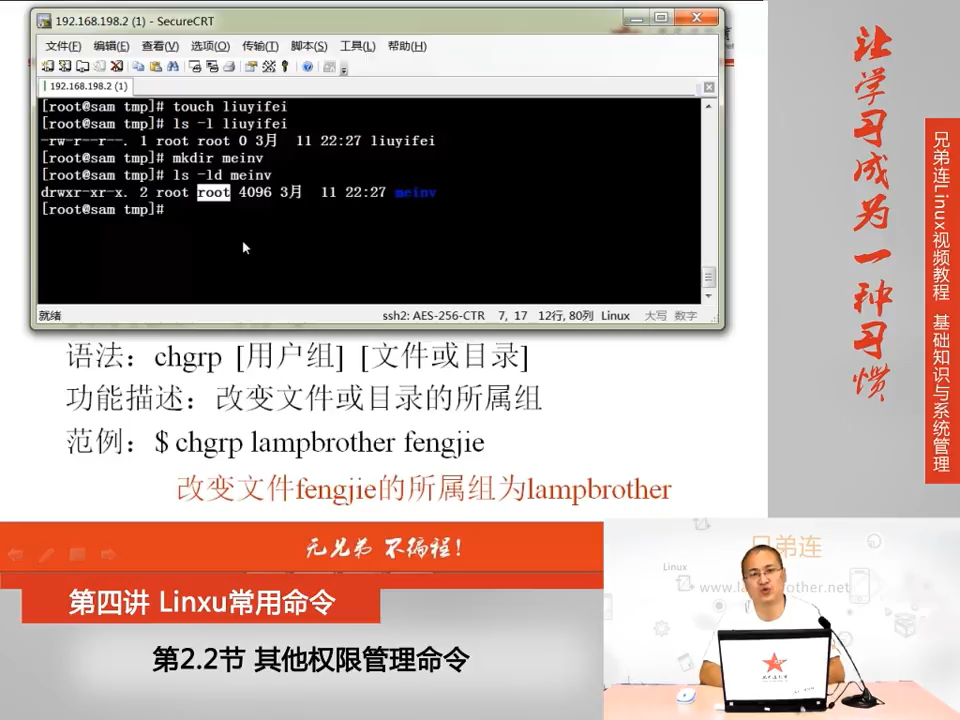 192.168.198.2 (1) - SecureCRT
文件(F) 编辑(E) 查看(V) 选项(O) 传输(T) 脚本(S) 工具(L) 帮助(H)
192.168.198.2 (1)
[root@sam tmp]# touch liuyifei
[root@sam tmp]# ls -l liuyifei
-rw-r--r--. 1 root root 0 3月 11 22:27 liuyifei
[root@sam tmp]# mkdir meinv
[root@sam tmp]# ls -ld meinv
drwxr-xr-x. 2 root root 4096 3月 11 22:27 meinv
[root@sam tmp]#
就绪 ssh2: AES-256-CTR 7, 17 12行, 80列 Linux 大写 数字
语法：chgrp [用户组] [文件或目录]
功能描述：改变文件或目录的所属组
范例：$ chgrp lampbrother fengjie
改变文件fengjie的所属组为lampbrother
让学习成为一种习惯
兄弟连Linux视频教程 基础知识与系统管理
无兄弟 不编程!
第四讲 Linxu常用命令
第2.2节 其他权限管理命令
兄弟连
Linux